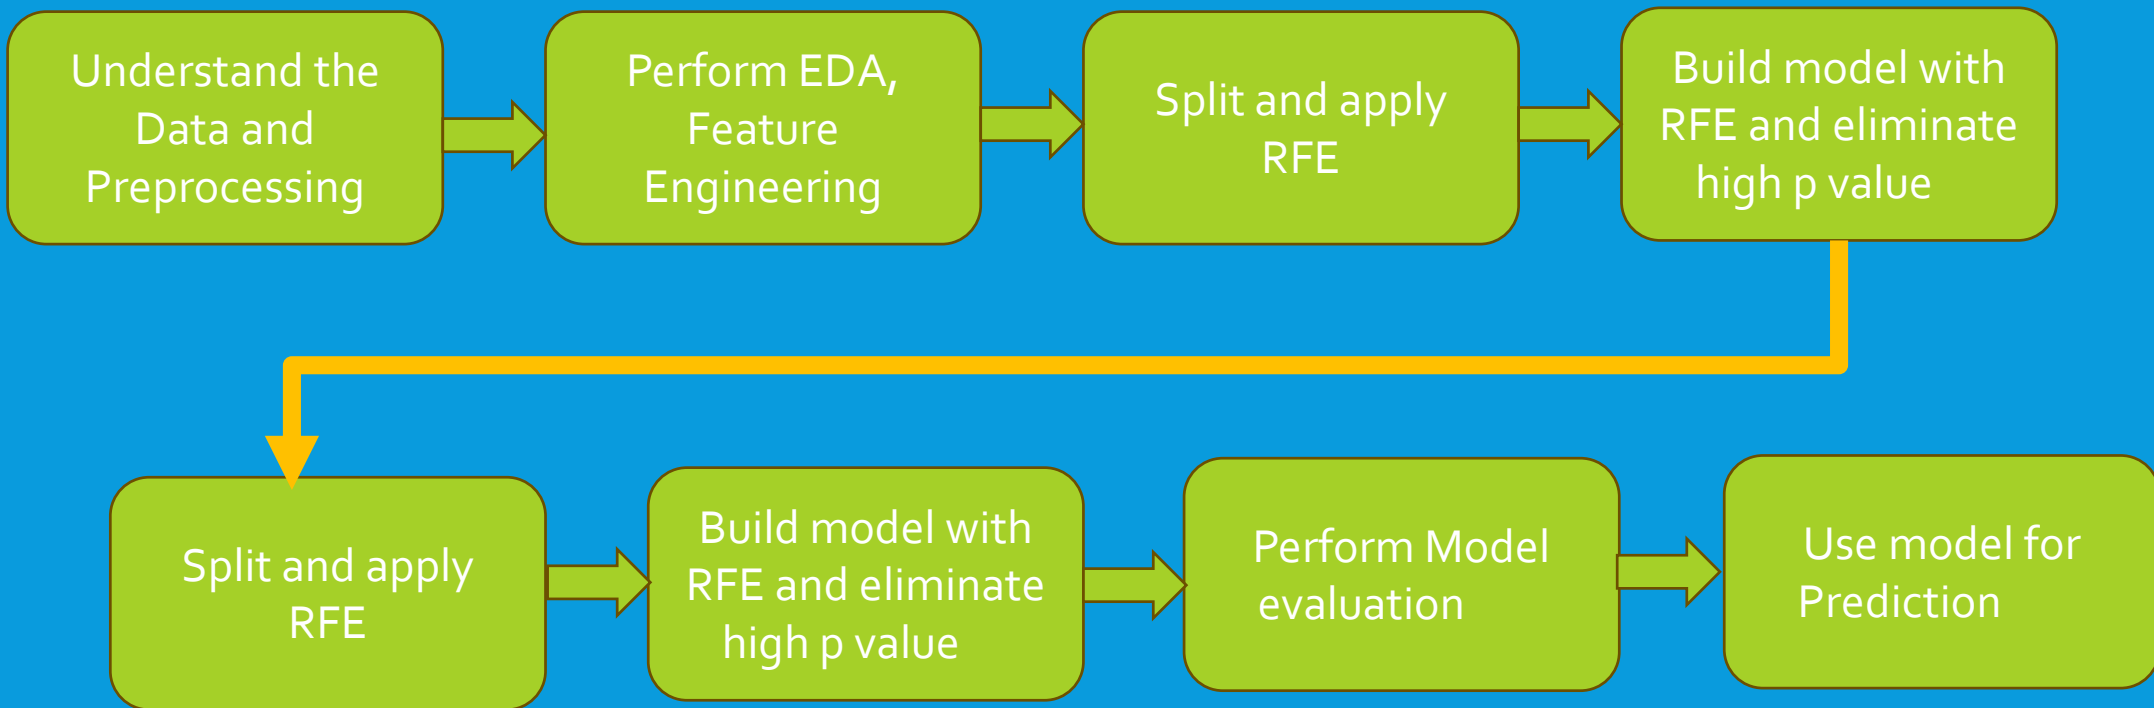 Understand the
Data and
Preprocessing
Perform EDA,
Feature
Engineering
Split and apply
RFE
Build model with
RFE and eliminate
high p value
Split and apply
RFE
Build model with
RFE and eliminate
high p value
Perform Model
evaluation
Use model for
Prediction